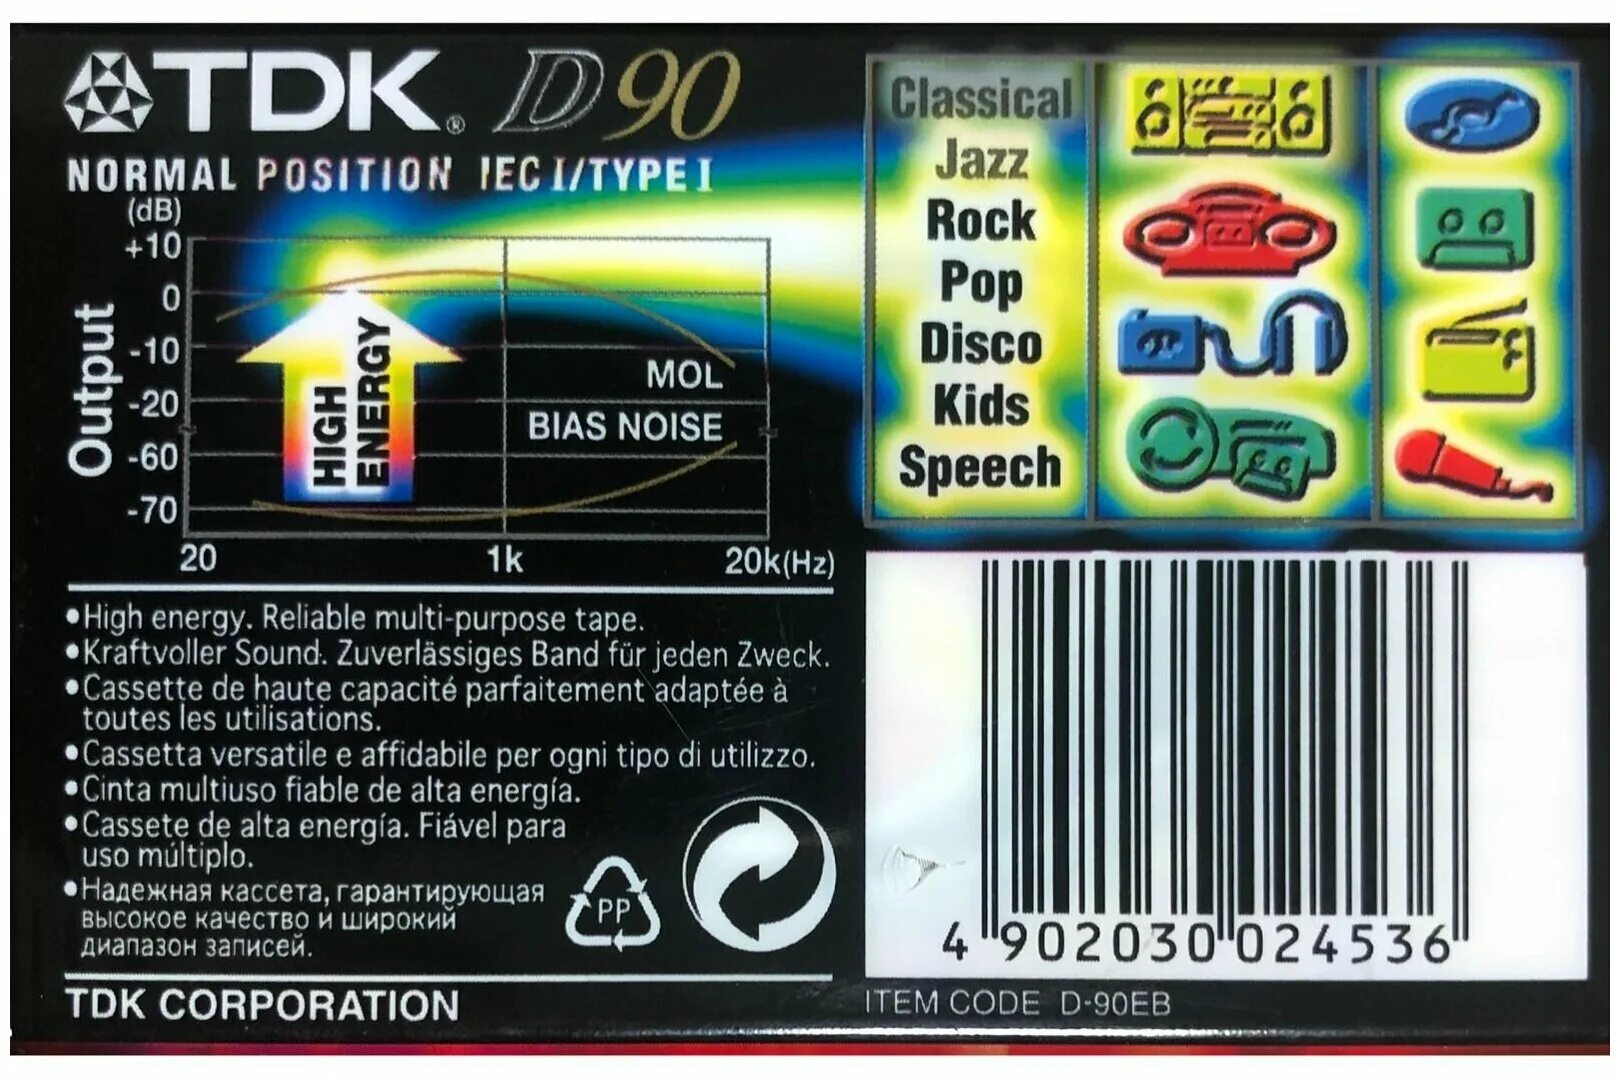 TDK® D90
NORMAL POSITION IEC I/TYPE I
(dB)
+10
0
-10
-20
-60
-70
Output
HIGH
ENERGY
MOL
BIAS NOISE
20 1k 20k(Hz)
Classical
Jazz
Rock
Pop
Disco
Kids
Speech
•High energy. Reliable multi-purpose tape.
•Kraftvoller Sound. Zuverlässiges Band für jeden Zweck.
•Cassette de haute capacité parfaitement adaptée à
toutes les utilisations.
•Cassetta versatile e affidabile per ogni tipo di utilizzo.
•Cinta multiuso fiable de alta energía.
•Cassete de alta energía. Fiável para
uso múltiplo.
•Надежная кассета, гарантирующая
высокое качество и широкий
диапазон записей.
PP
4 902030 024536
TDK CORPORATION
ITEM CODE D-90EB